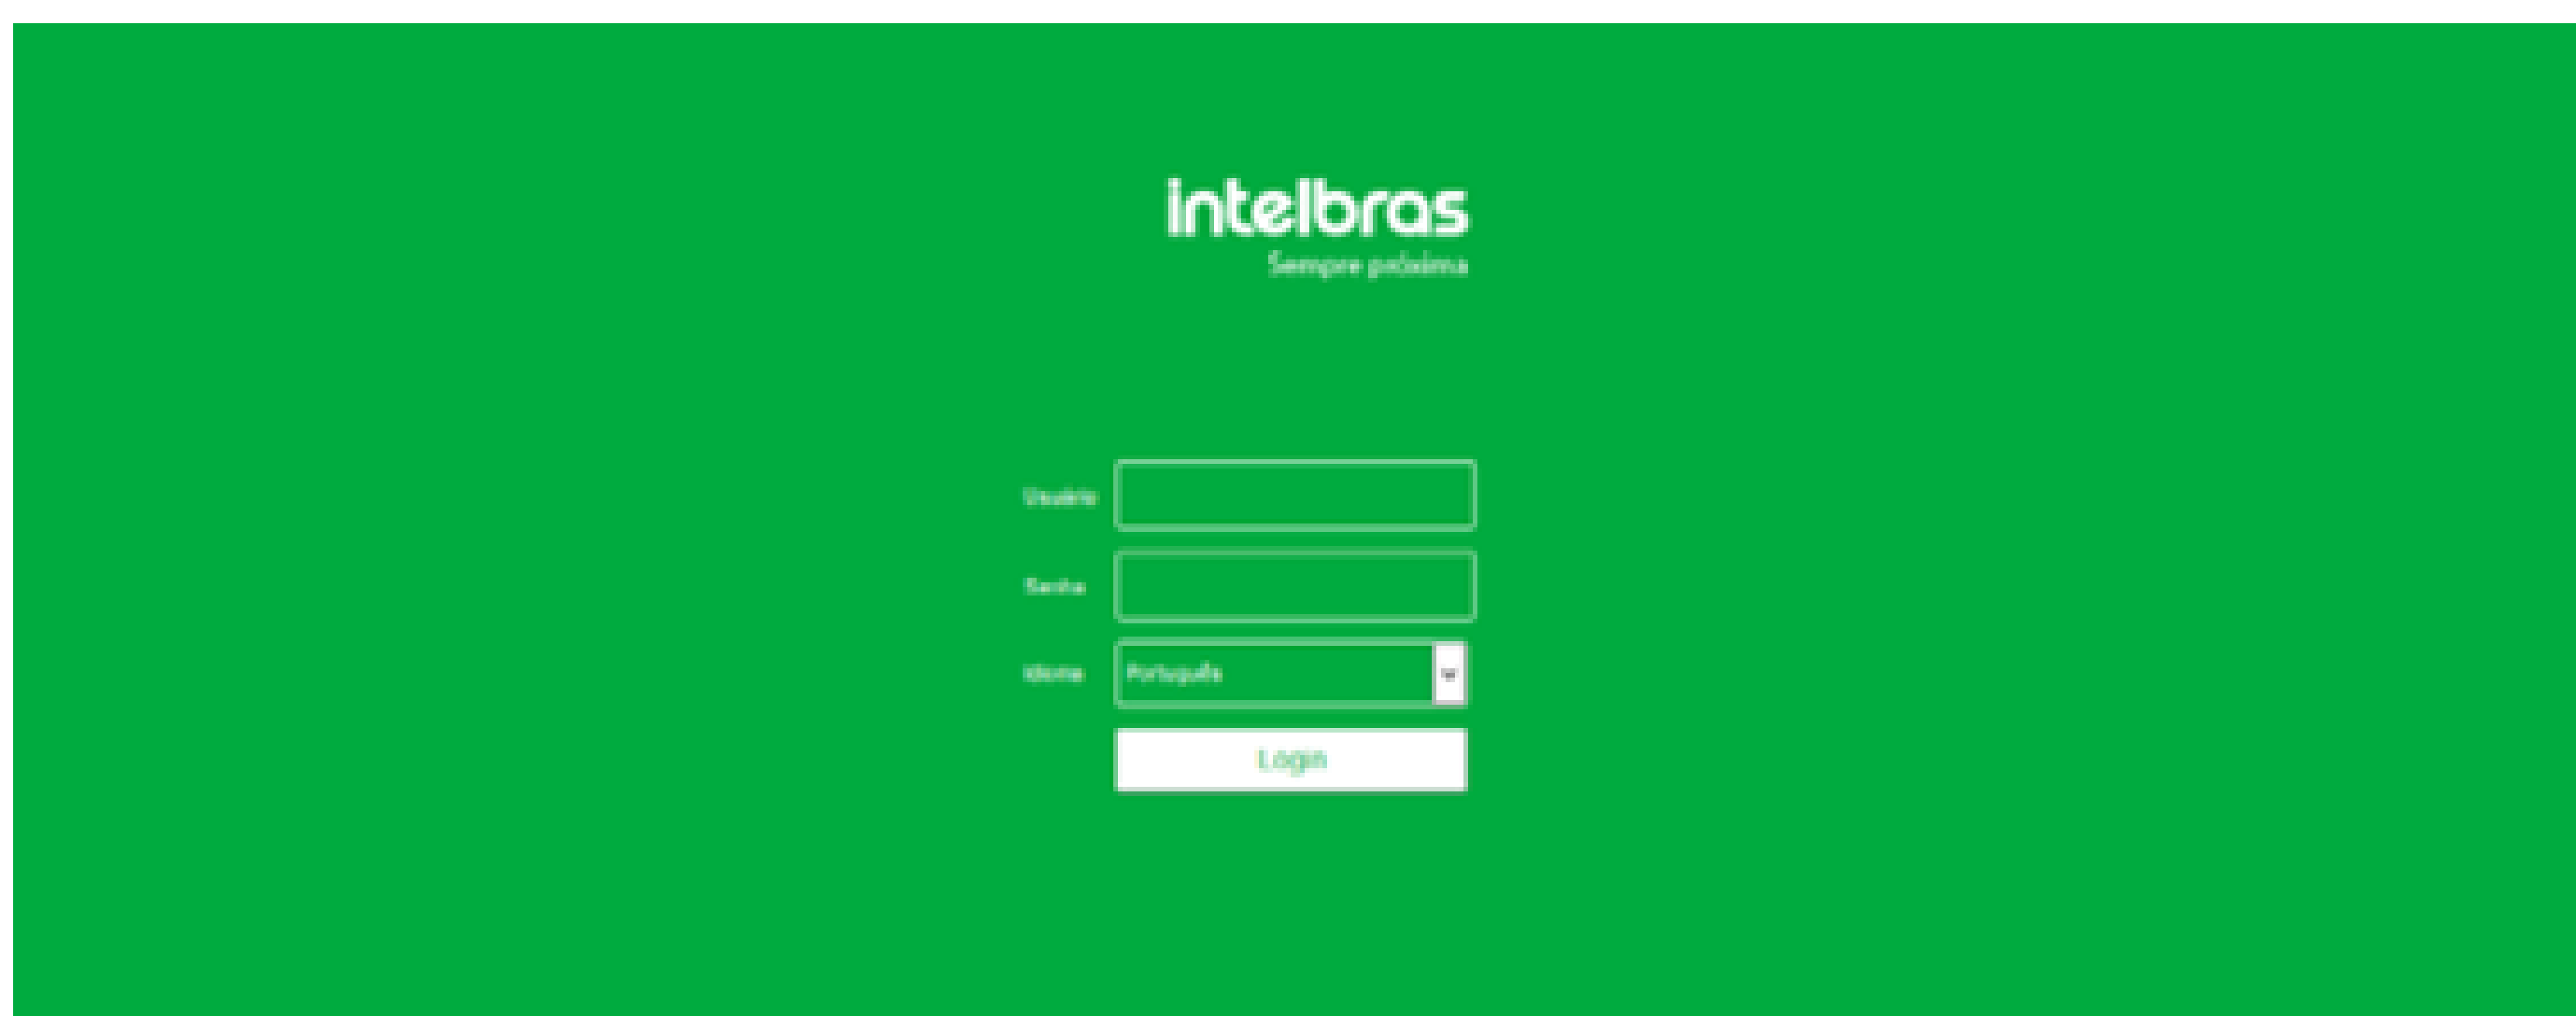 intelbras
Sempre próxima
Usuário
Senha
Idioma
Português
Login